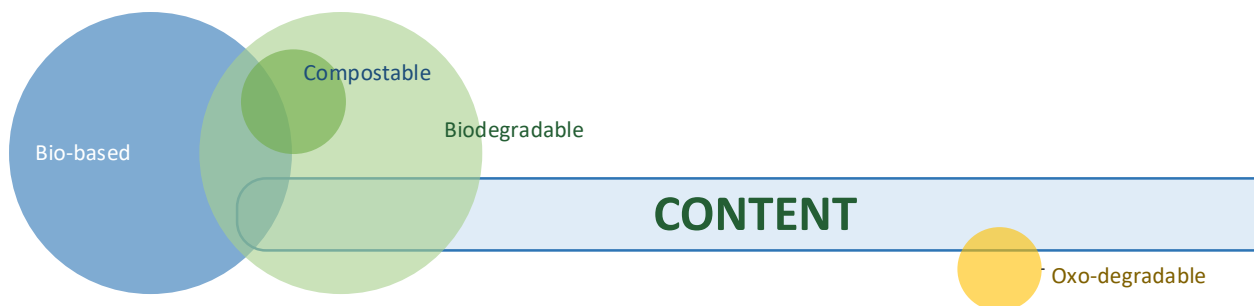 Compostable
Biodegradable
Bio-based
CONTENT
Oxo-degradable